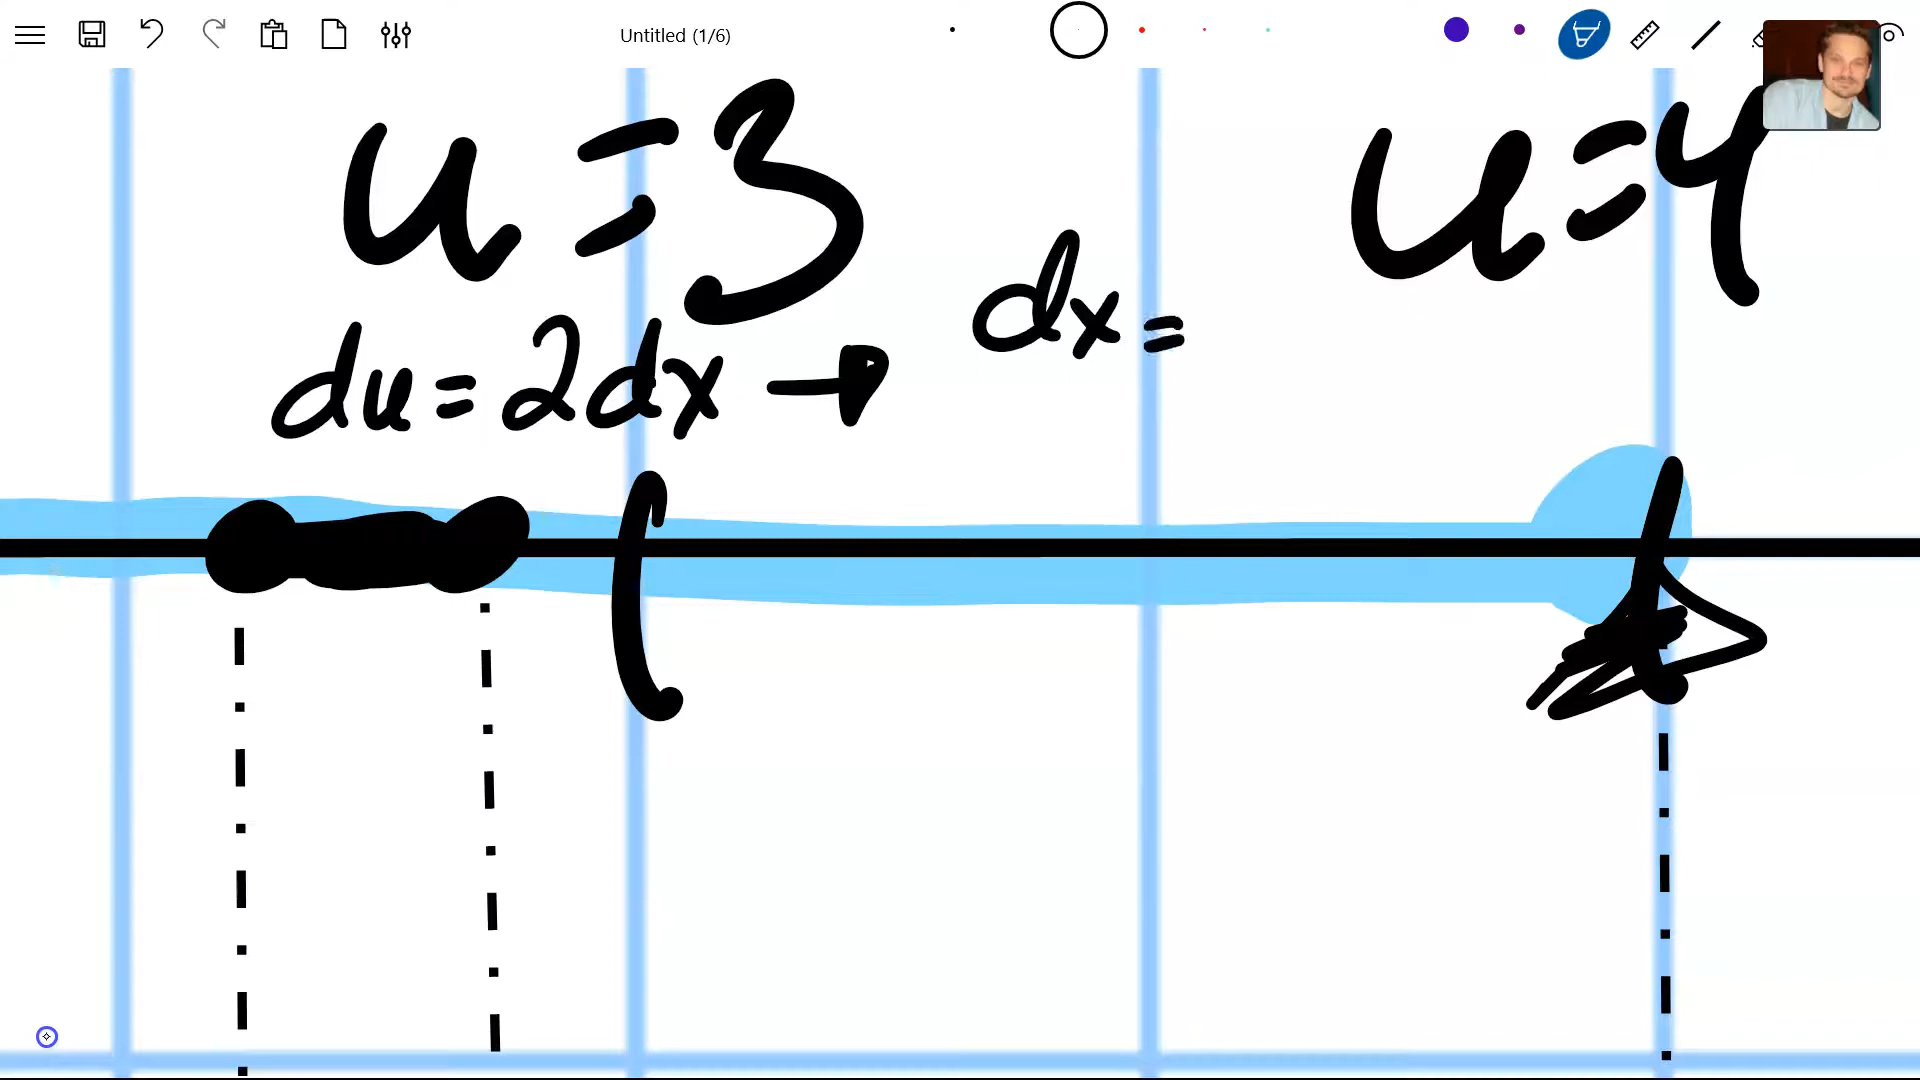 Untitled (1/6)
u=3
u=4
dx=
du=2dx →
(